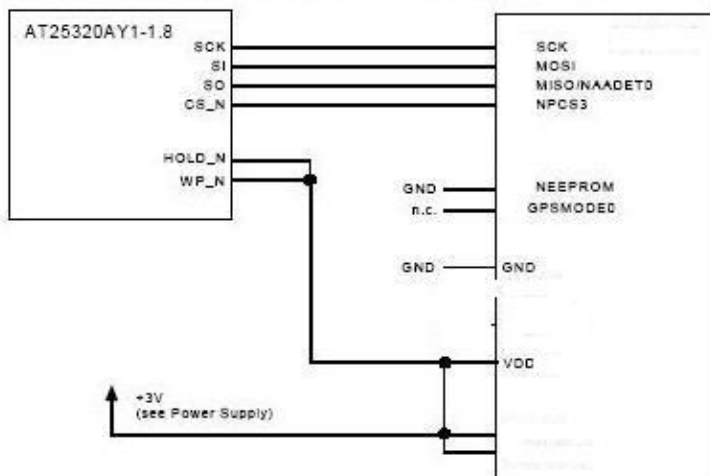 AT25320AY1-1.8
SCK
SI
SO
CS_N
HOLD_N
WP_N
SCK
MOSI
MISO/NAADET0
NPCS3
GND
NEEPROM
n.c.
GPSMODE0
GND
GND
VDD
+3V
(see Power Supply)